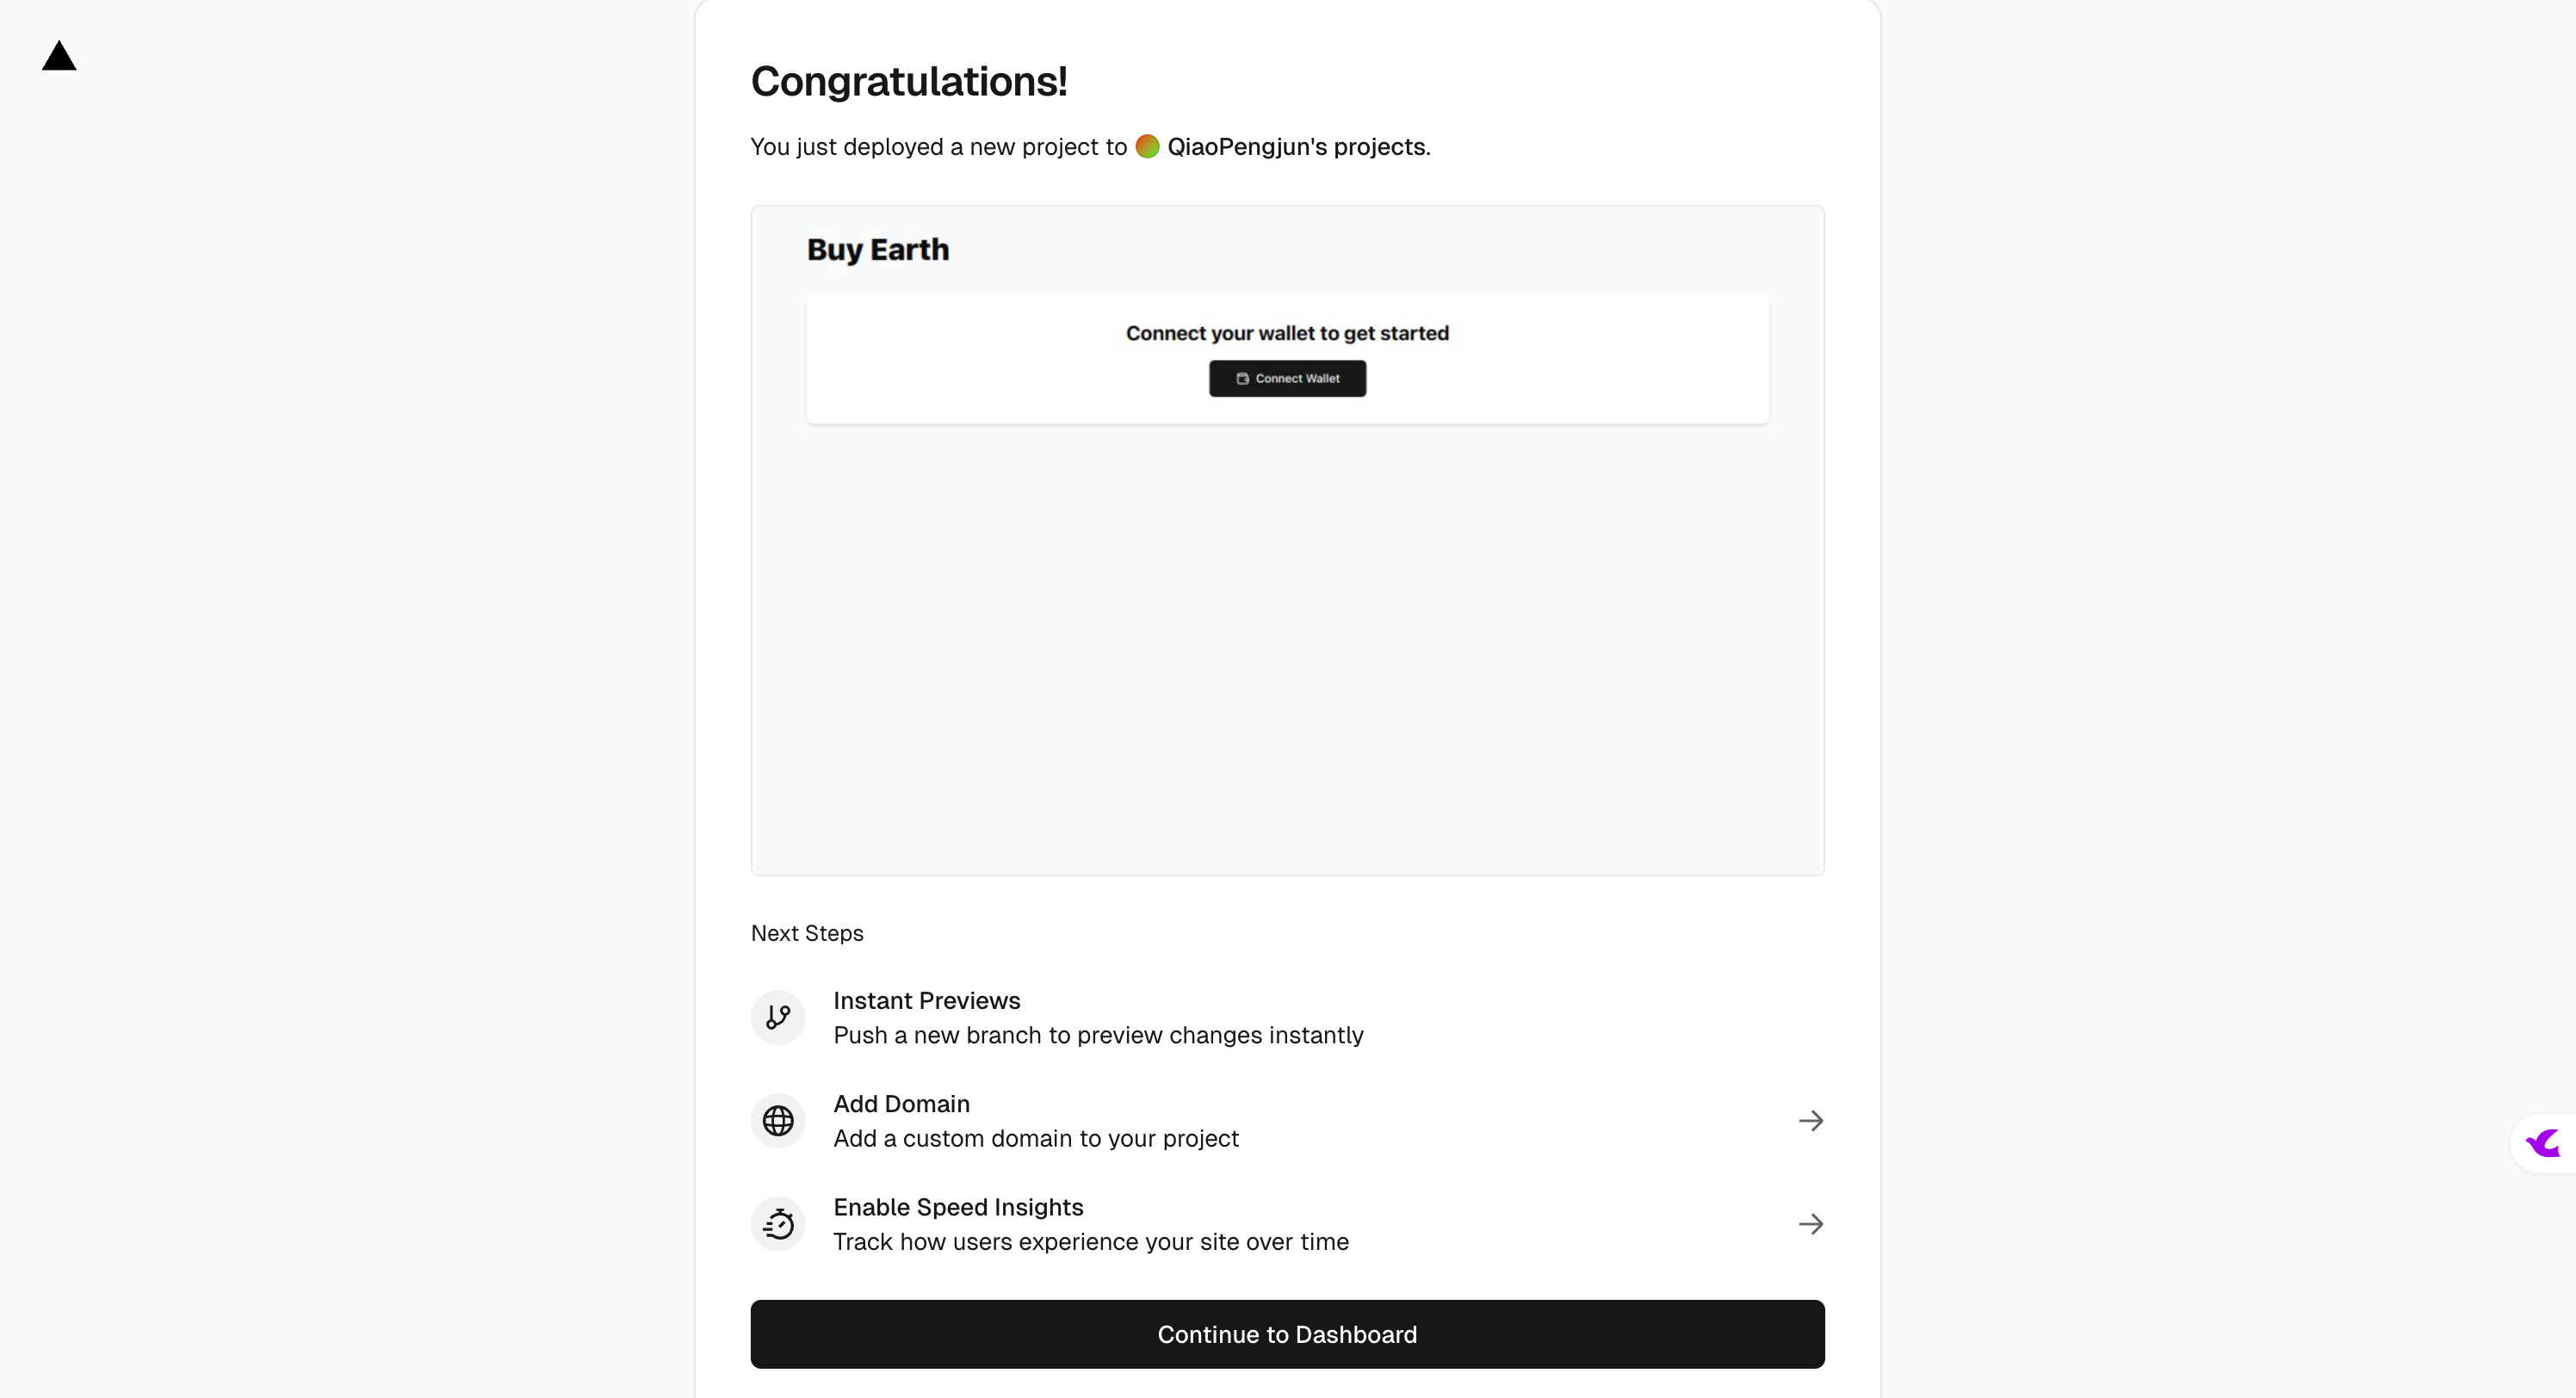 Congratulations!
You just deployed a new project to QiaoPengjun's projects.
Buy Earth
Connect your wallet to get started
Connect Wallet
Next Steps
Instant Previews
Push a new branch to preview changes instantly
Add Domain
Add a custom domain to your project
Enable Speed Insights
Track how users experience your site over time
Continue to Dashboard